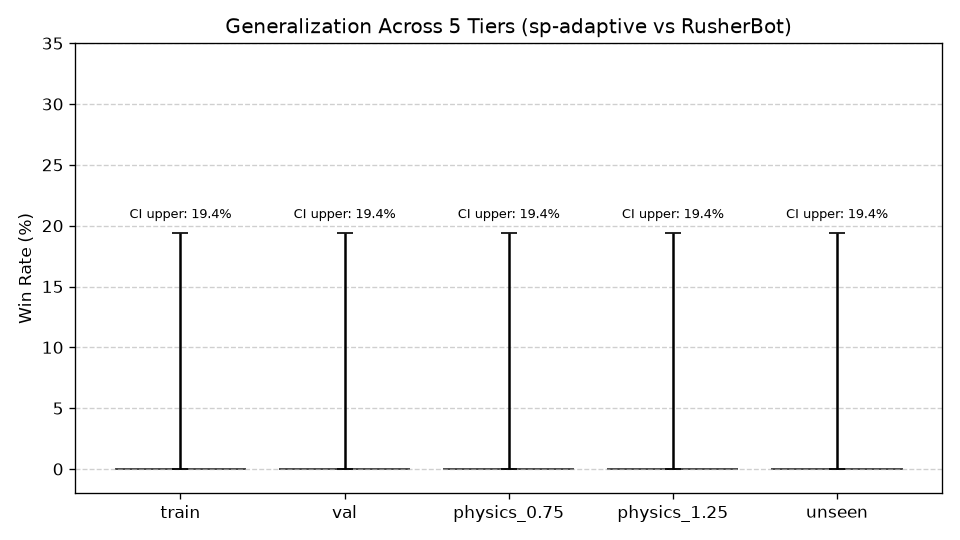 Generalization Across 5 Tiers (sp-adaptive vs RusherBot)
Win Rate (%)
35
30
25
20
15
10
5
0
CI upper: 19.4%
CI upper: 19.4%
CI upper: 19.4%
CI upper: 19.4%
CI upper: 19.4%
train
val
physics_0.75
physics_1.25
unseen